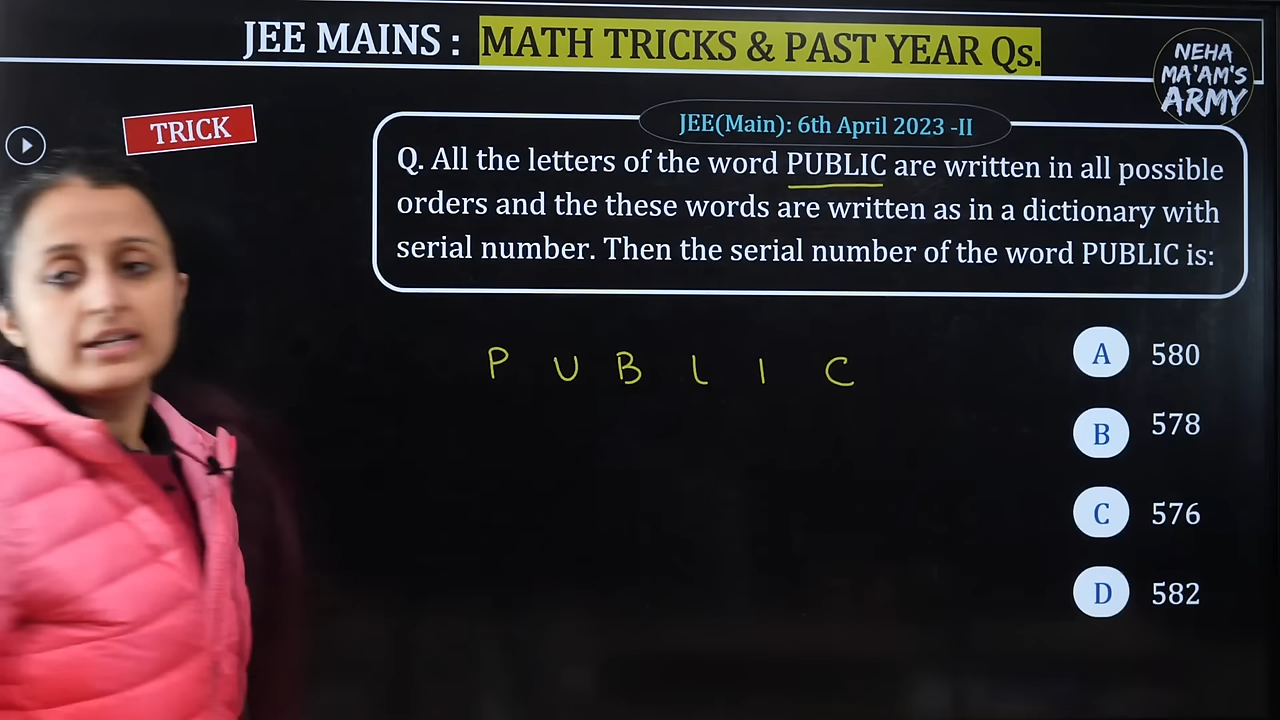 JEE MAINS : MATH TRICKS & PAST YEAR Qs.
NEHA
MA'AM'S
ARMY
TRICK
JEE(Main): 6th April 2023 -II
Q. All the letters of the word PUBLIC are written in all possible
orders and the these words are written as in a dictionary with
serial number. Then the serial number of the word PUBLIC is:
P U B L I C
A 580
B 578
C 576
D 582